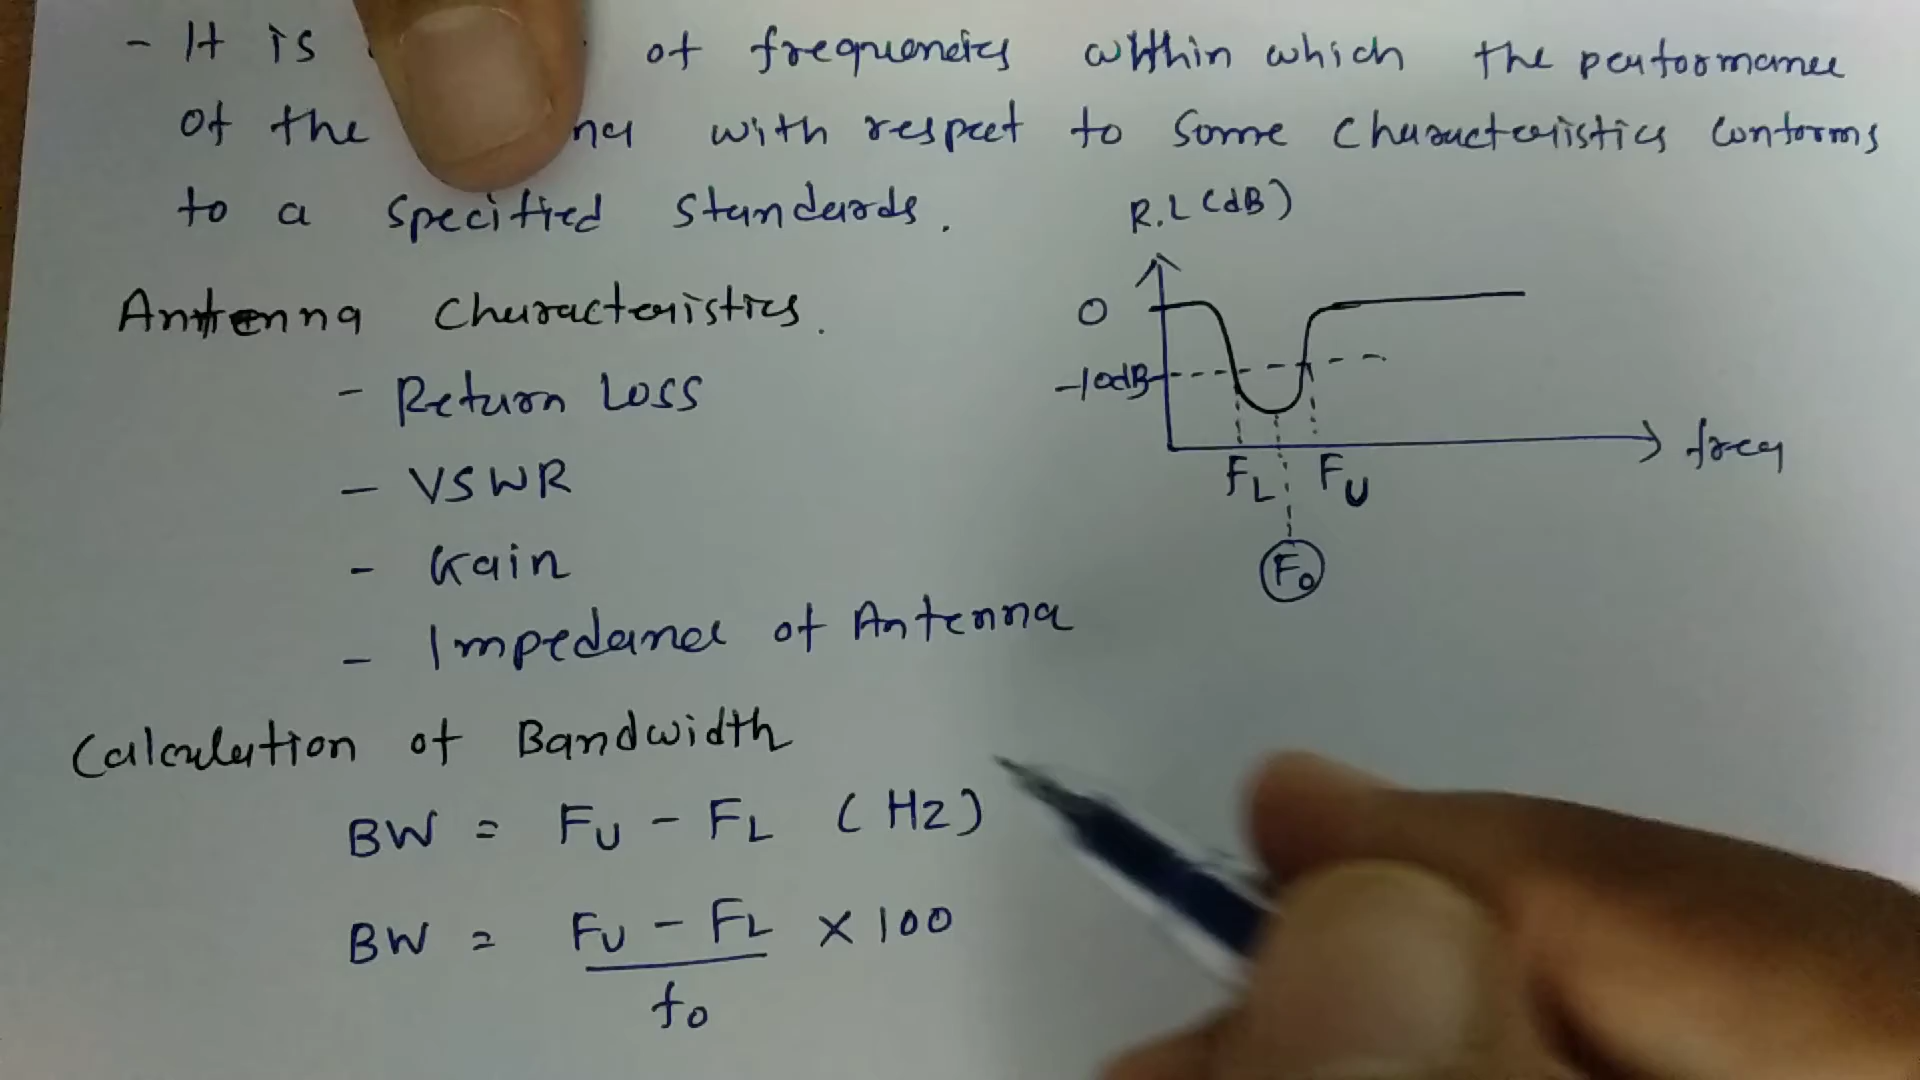 - It is of frequencies within which the performance
of the with respect to some characteristics conforms
to a specified standards.
R.L (dB)
Antenna Characteristics.
0
- Return Loss
-10dB
freq
- VSWR
FL FU
- Gain
F0
- Impedance of Antenna
Calculation of Bandwidth
BW = FU - FL (Hz)
BW = FU - FL × 100
f0